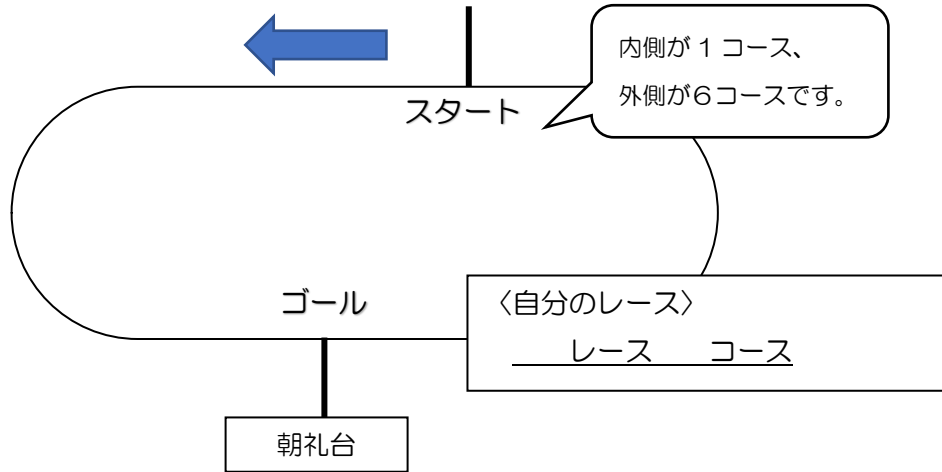 内側が1コース、
外側が6コースです。
スタート
ゴール
〈自分のレース〉
レース　　コース
朝礼台